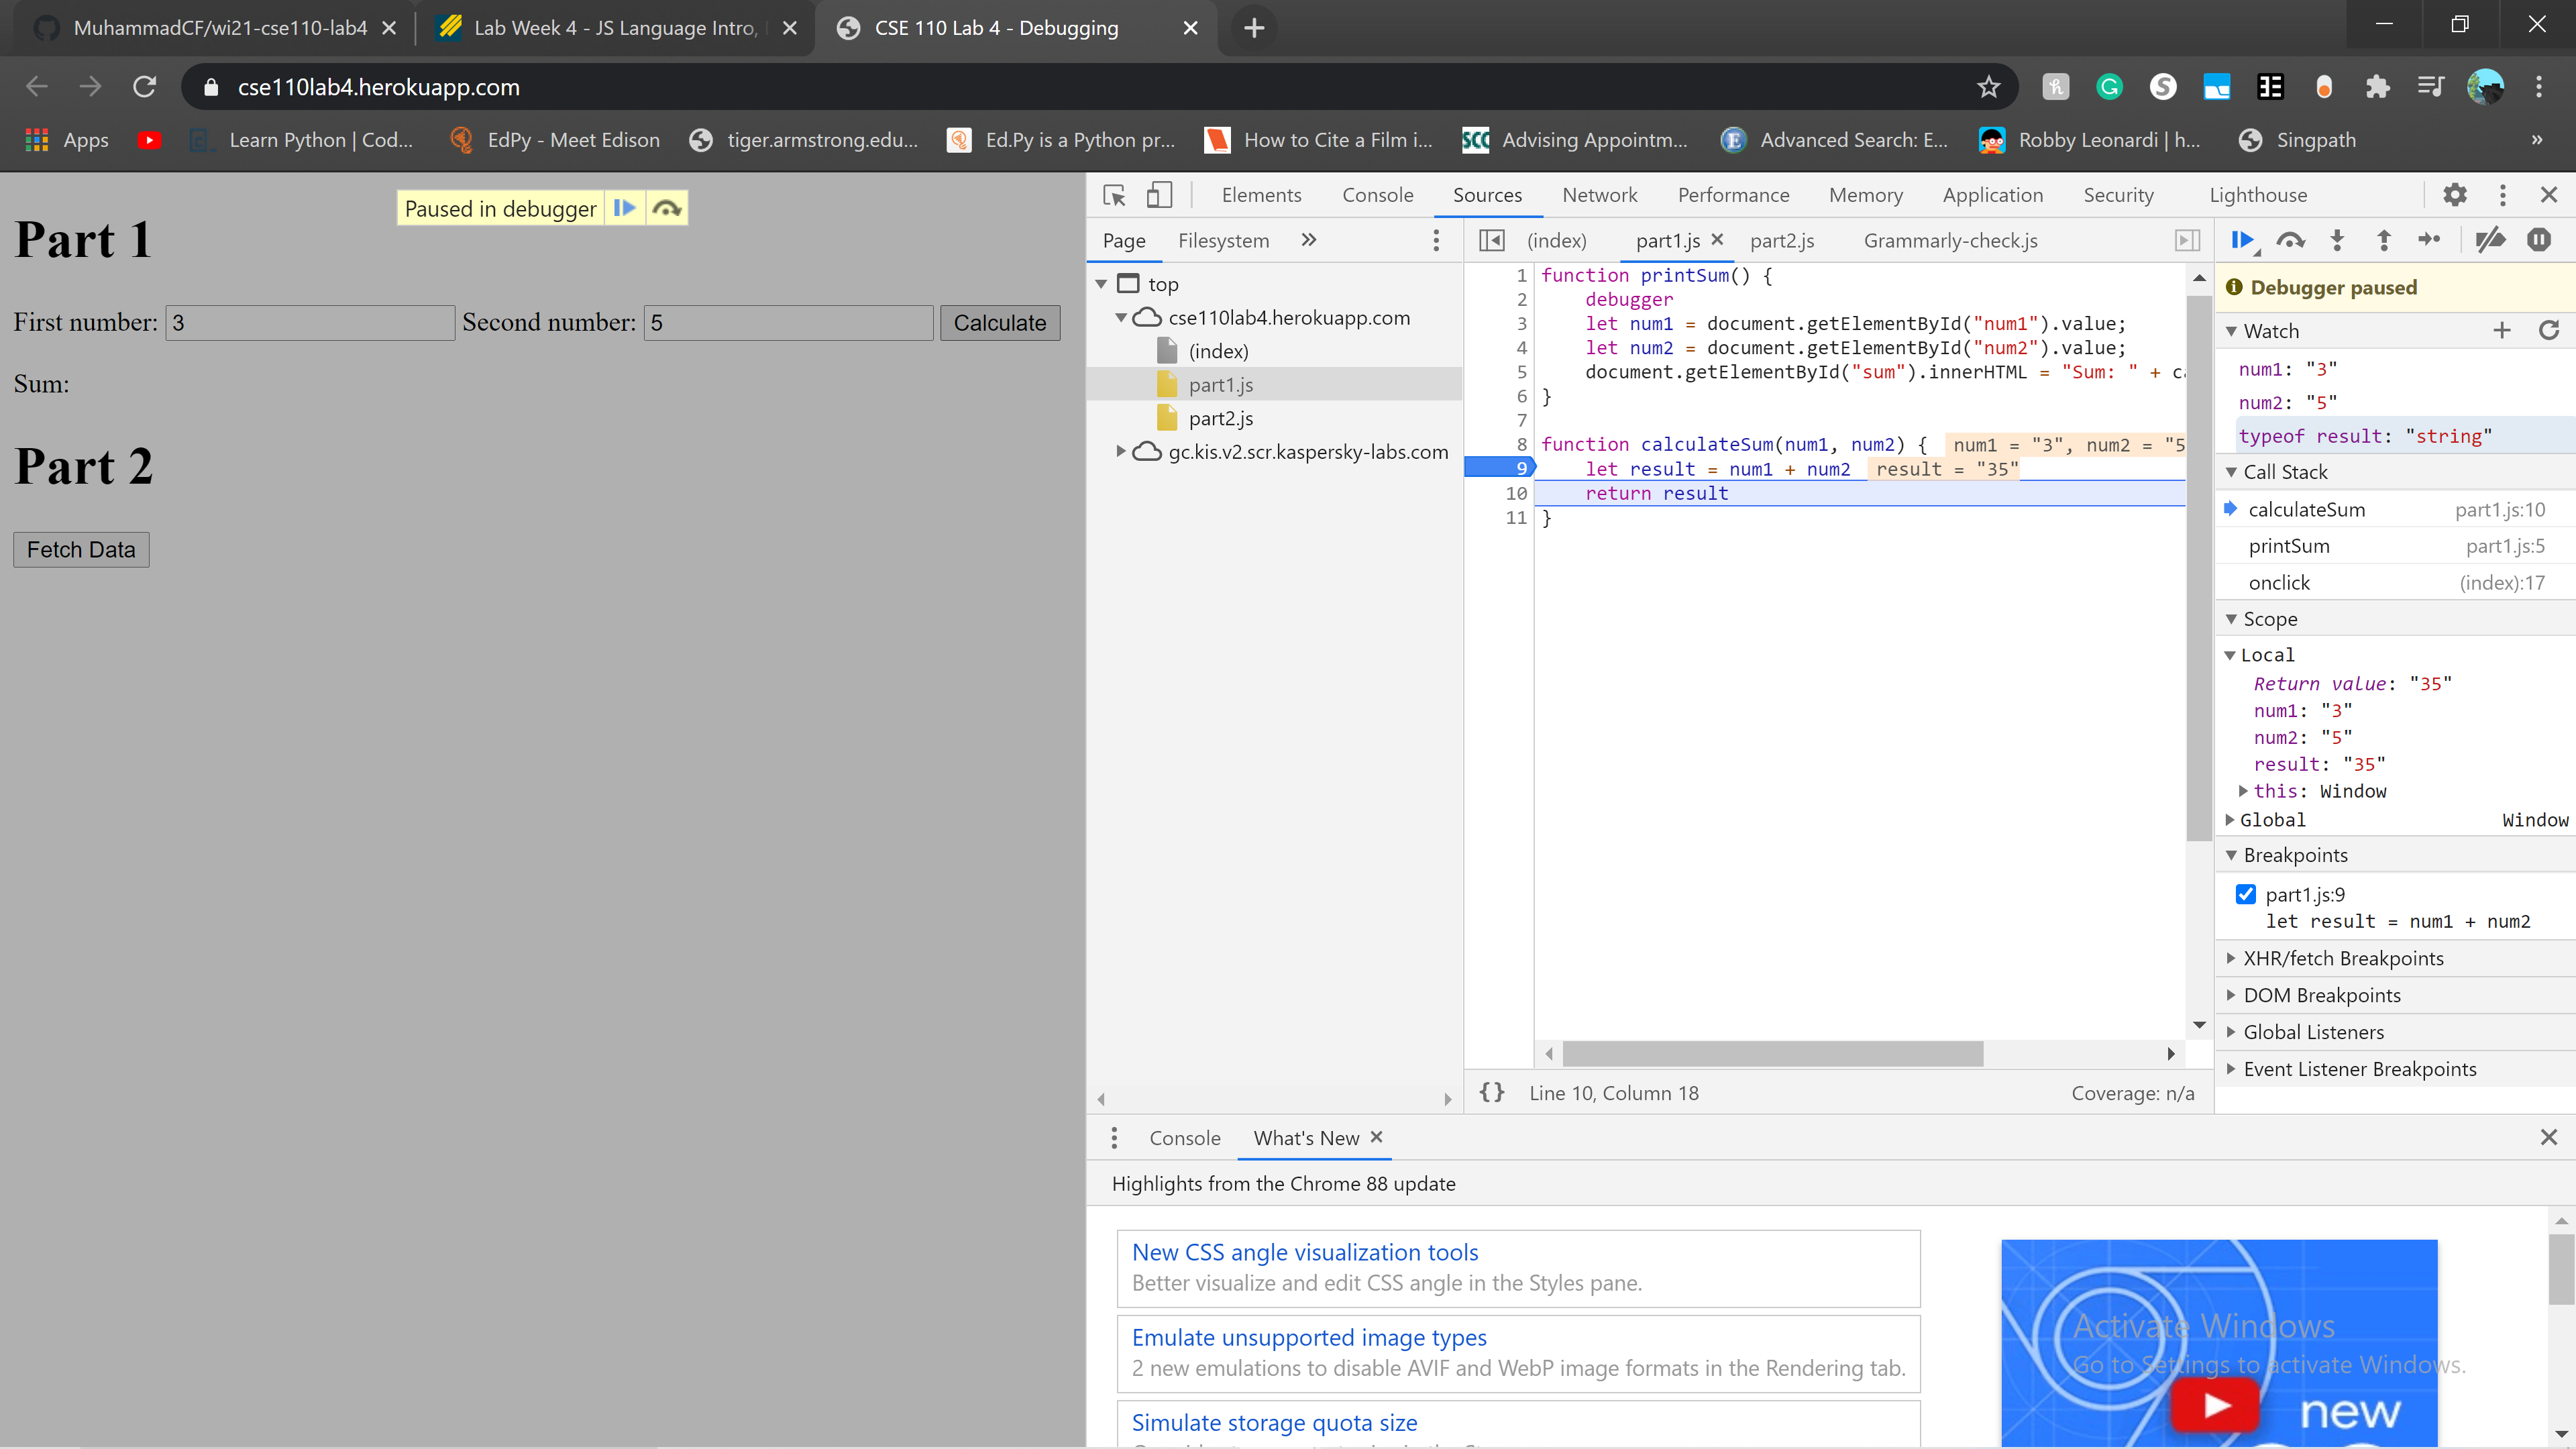 MuhammadCF/wi21-cse110-lab4
Lab Week 4 - JS Language Intro,
CSE 110 Lab 4 - Debugging
cse110lab4.herokuapp.com
Apps
Learn Python | Cod...
EdPy - Meet Edison
tiger.armstrong.edu...
Ed.Py is a Python pr...
How to Cite a Film i...
SCC Advising Appointm...
Advanced Search: E...
Robby Leonardi | h...
Singpath
»
Paused in debugger
Part 1
First number: 3 Second number: 5 Calculate
Sum:
Part 2
Fetch Data
Elements Console Sources Network Performance Memory Application Security Lighthouse
Page Filesystem »
top
cse110lab4.herokuapp.com
(index)
part1.js
part2.js
gc.kis.v2.scr.kaspersky-labs.com
(index) part1.js part2.js Grammarly-check.js
1 function printSum() {
2 debugger
3 let num1 = document.getElementById("num1").value;
4 let num2 = document.getElementById("num2").value;
5 document.getElementById("sum").innerHTML = "Sum: " + c
6 }
7
8 function calculateSum(num1, num2) { num1 = "3", num2 = "5
9 let result = num1 + num2 result = "35"
10 return result
11 }
{} Line 10, Column 18 Coverage: n/a
Debugger paused
Watch
num1: "3"
num2: "5"
typeof result: "string"
Call Stack
calculateSum part1.js:10
printSum part1.js:5
onclick (index):17
Scope
Local
Return value: "35"
num1: "3"
num2: "5"
result: "35"
this: Window
Global Window
Breakpoints
part1.js:9
let result = num1 + num2
XHR/fetch Breakpoints
DOM Breakpoints
Global Listeners
Event Listener Breakpoints
Console What's New
Highlights from the Chrome 88 update
New CSS angle visualization tools
Better visualize and edit CSS angle in the Styles pane.
Emulate unsupported image types
2 new emulations to disable AVIF and WebP image formats in the Rendering tab.
Simulate storage quota size
Activate Windows
Go to Settings to activate Windows.
new